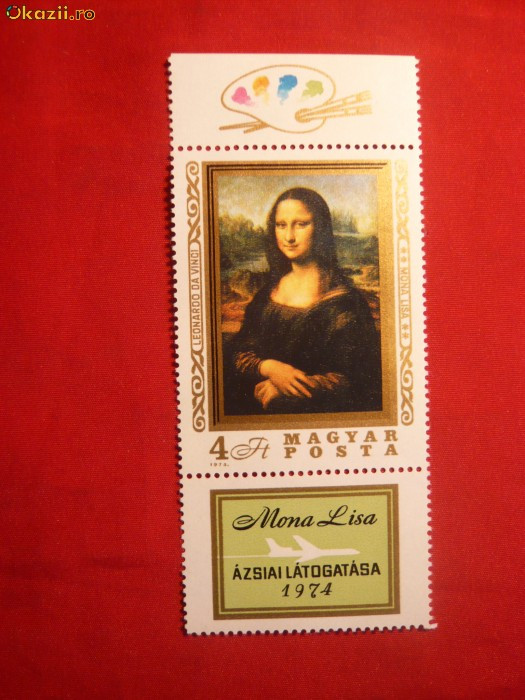 Okazii.ro
LEONARDO DA VINCI
** MONA LISA **
4 Ft MAGYAR
POSTA
1974.
Mona Lisa
ÁZSIAI LÁTOGATÁSA
1974